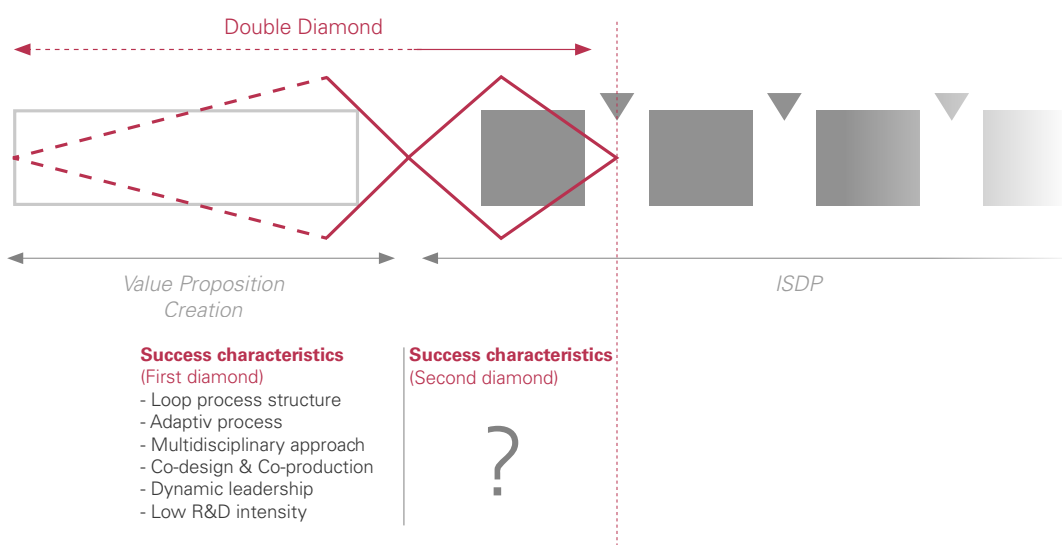 Double Diamond
Value Proposition
Creation
ISDP
Success characteristics
(First diamond)
- Loop process structure
- Adaptiv process
- Multidisciplinary approach
- Co-design & Co-production
- Dynamic leadership
- Low R&D intensity
Success characteristics
(Second diamond)
?